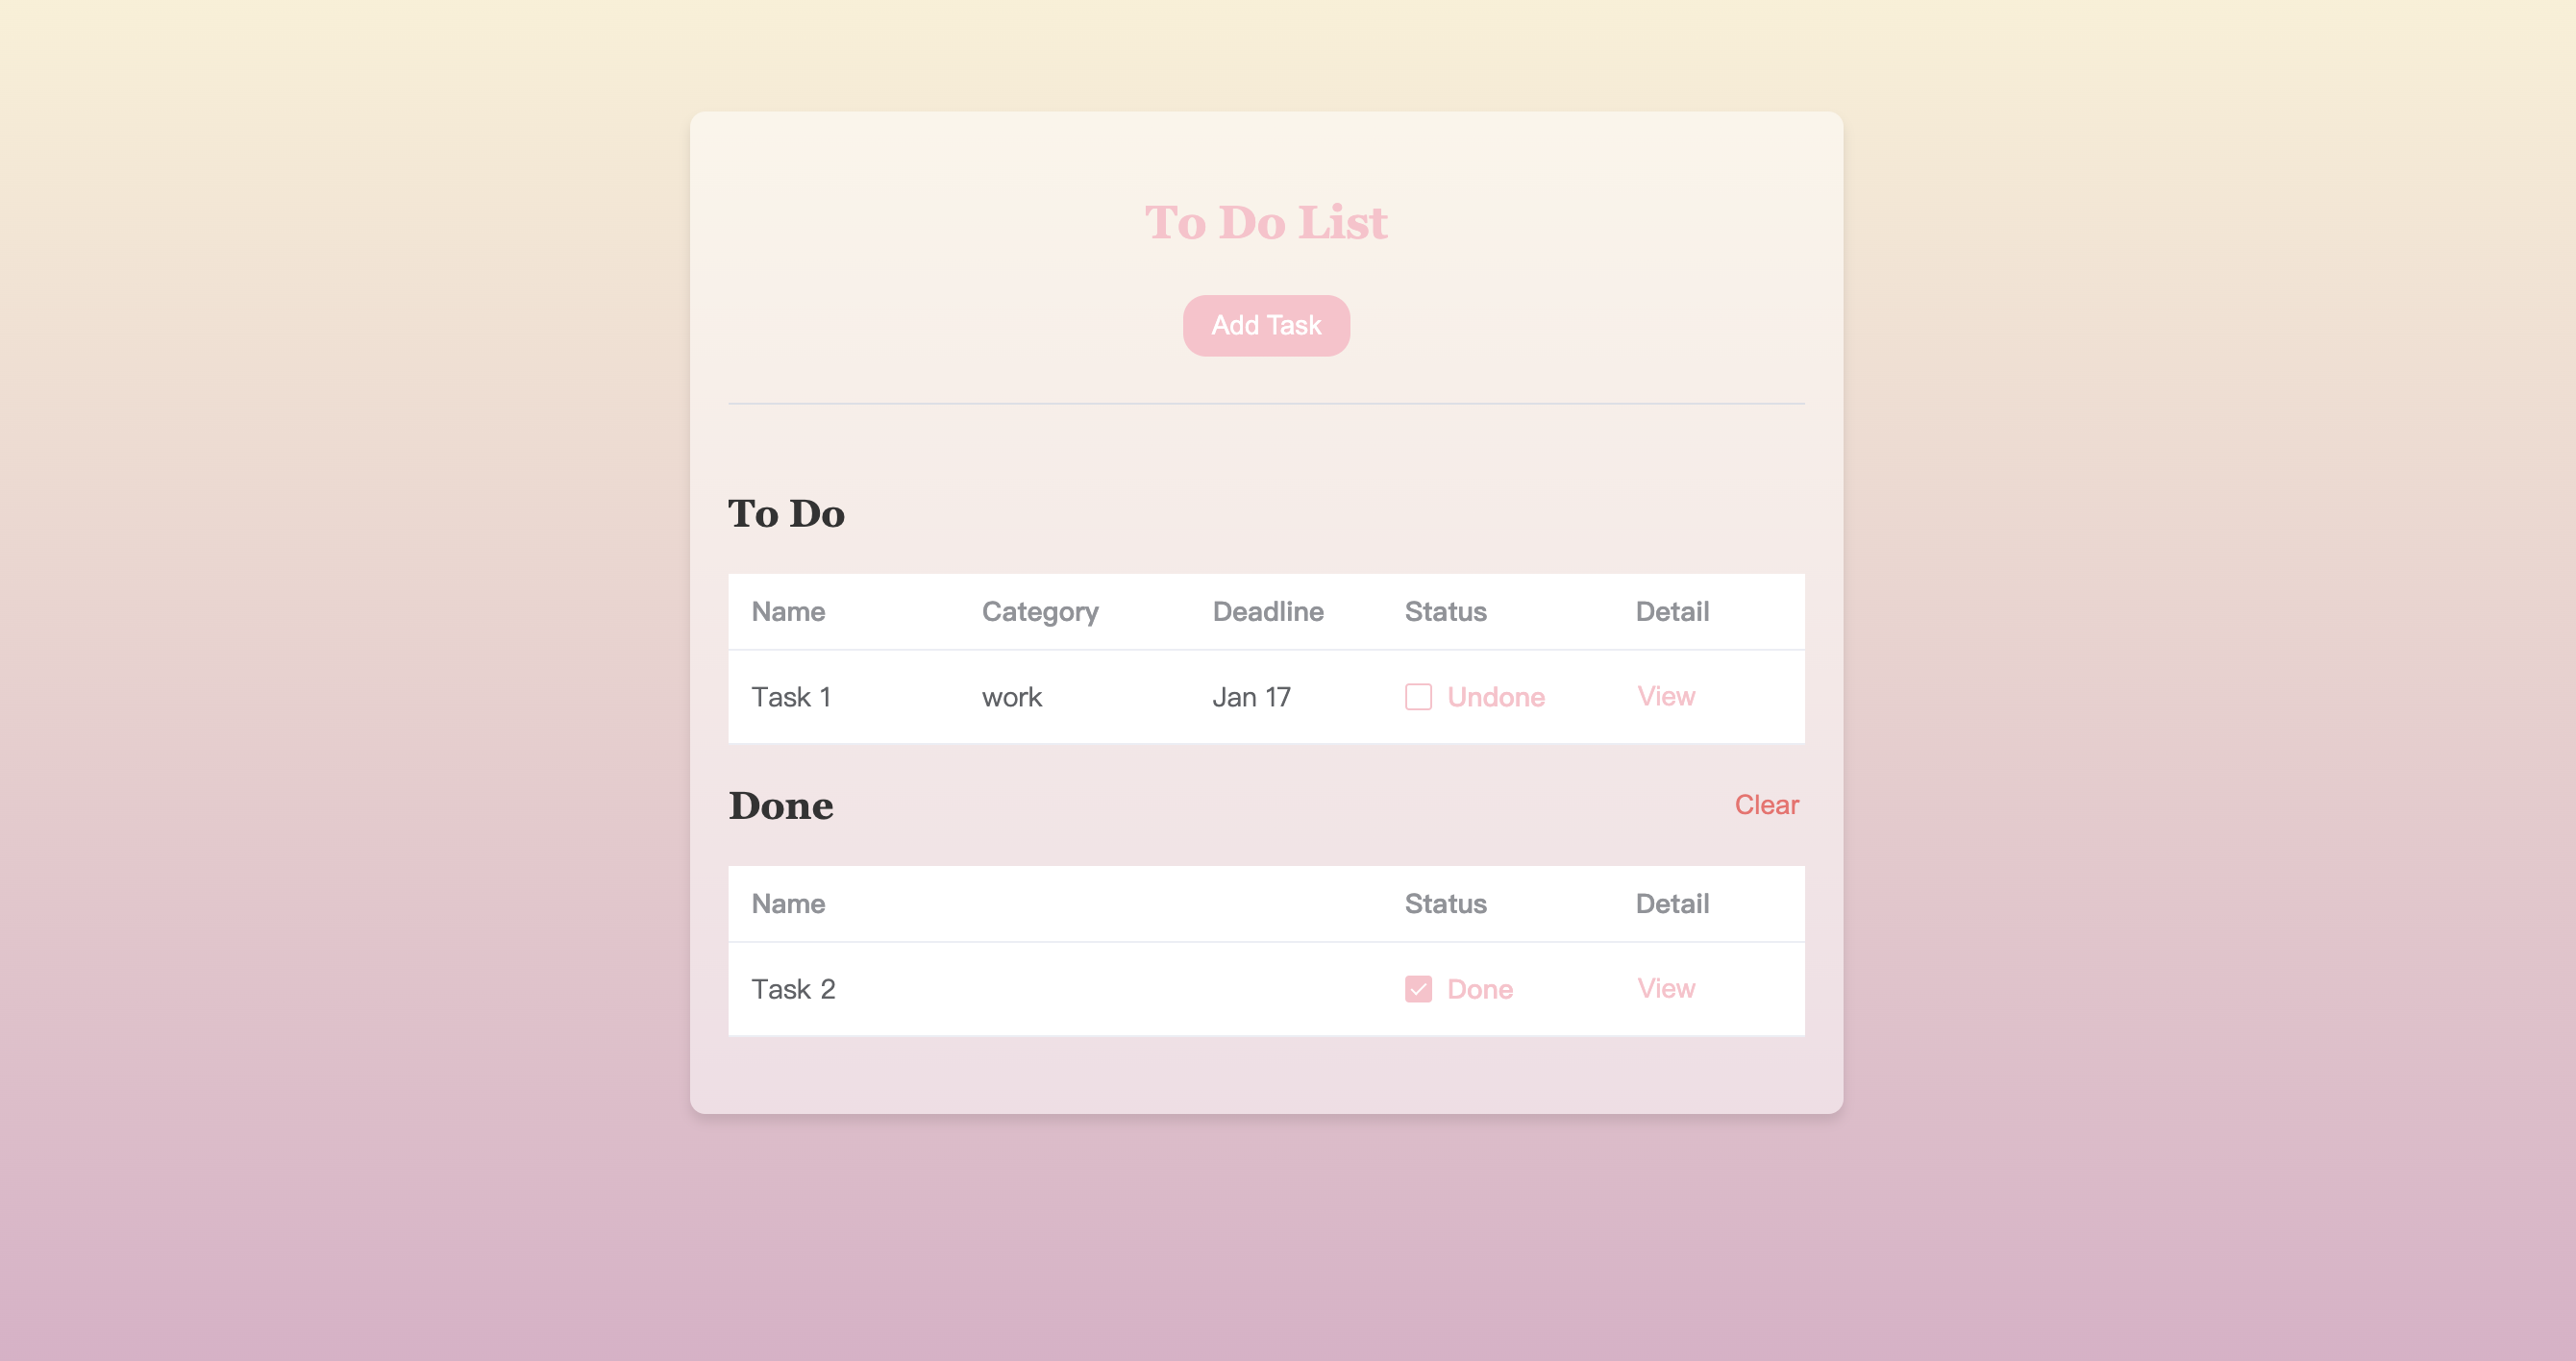 To Do List
Add Task
To Do
Name Category Deadline Status Detail
Task 1 work Jan 17 Undone View
Done Clear
Name Status Detail
Task 2 Done View